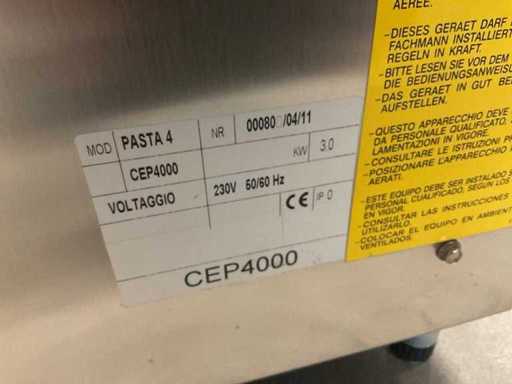 MOD PASTA 4 NR 00080 /04/11
CEP4000 KW 3.0
VOLTAGGIO 230V 50/60 Hz
CE IP 0
CEP4000
AEREE.
-DIESES GERAET DARF
FACHMANN INSTALLIERT
REGELN IN KRAFT.
-BITTE LESEN SIE VOR DEM
DIE BEDIENUNGSANWEISU
-DAS GERAET IN GUT BE
AUFSTELLEN.
-QUESTO APPARECCHIO DEVE
DA PERSONALE QUALIFICATO,
LAMENTAZIONI IN VIGORE.
-CONSULTARE LE ISTRUZIONI PR
-POSIZIONARE L'APPARECCHIO
AERATI.
-ESTE EQUIPO DEBE SER INSTALADO
PERSONAL CUALIFICADO, SEGUN LOS
EN VIGOR.
-CONSULTAR LAS INSTRUCCIONES
UTILIZARLO.
-COLOCAR EL EQUIPO EN AMBIENT
VENTILADOS.